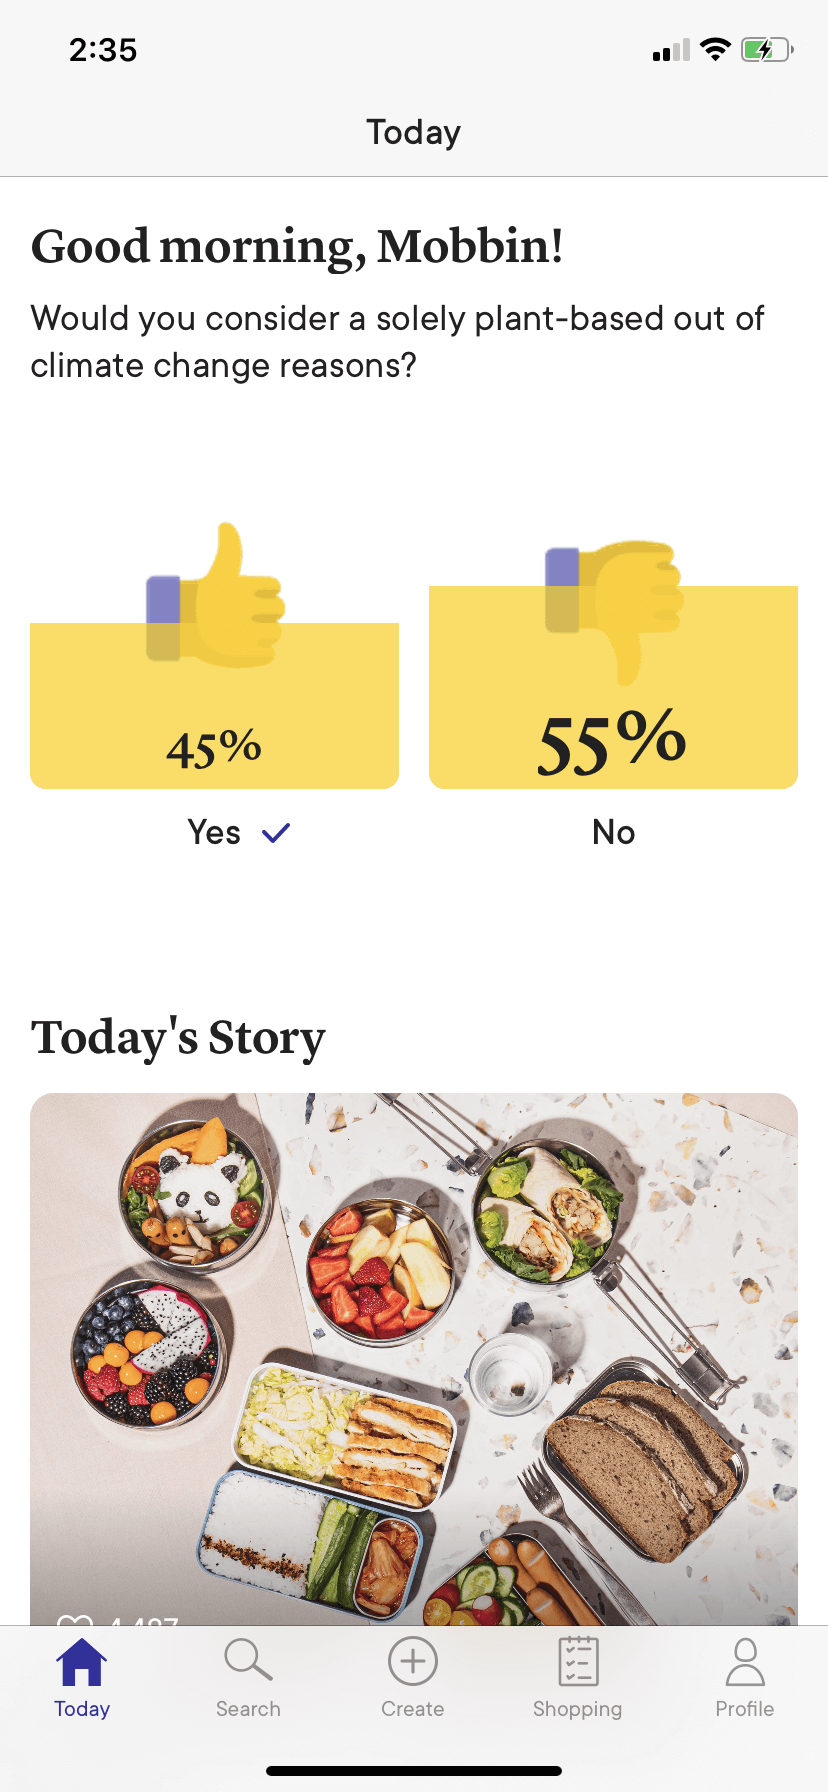 2:35
Today
Good morning, Mobbin!
Would you consider a solely plant-based out of
climate change reasons?
45%
55%
Yes
No
Today's Story
Today
Search
Create
Shopping
Profile